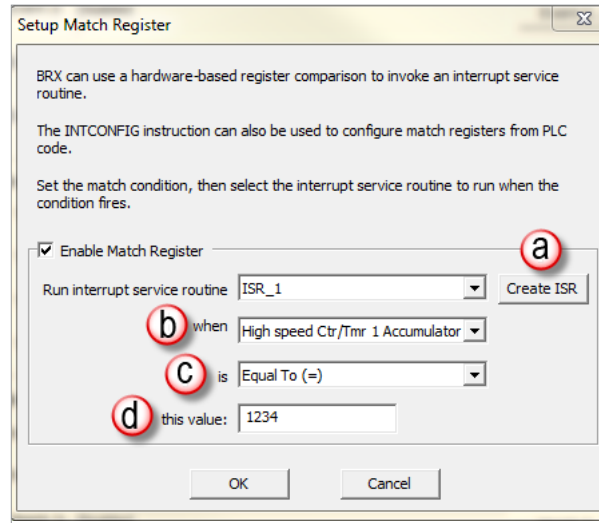 Setup Match Register
BRX can use a hardware-based register comparison to invoke an interrupt service
routine.
The INTCONFIG instruction can also be used to configure match registers from PLC
code.
Set the match condition, then select the interrupt service routine to run when the
condition fires.
Enable Match Register
a
Run interrupt service routine ISR_1 Create ISR
b when High speed Ctr/Tmr 1 Accumulator
c is Equal To (=)
d this value: 1234
OK Cancel